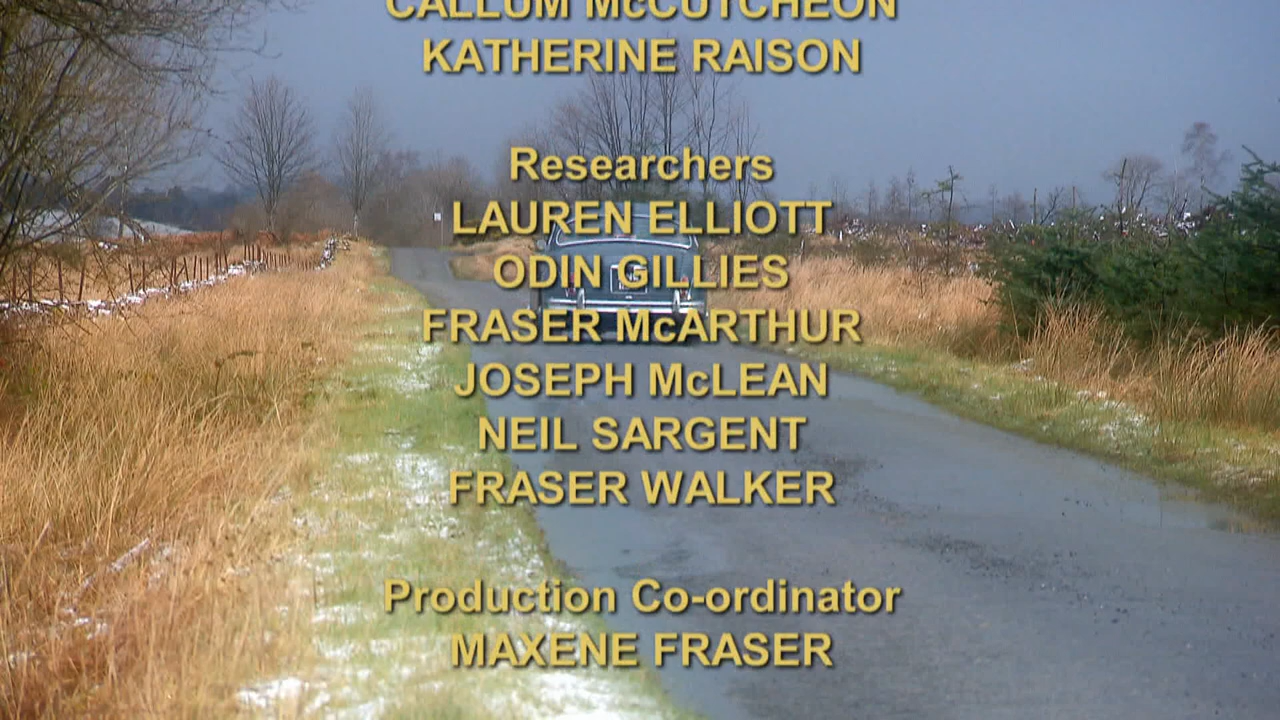 CALLUM McCUTCHEON
KATHERINE RAISON
Researchers
LAUREN ELLIOTT
ODIN GILLIES
FRASER McARTHUR
JOSEPH McLEAN
NEIL SARGENT
FRASER WALKER
Production Co-ordinator
MAXENE FRASER